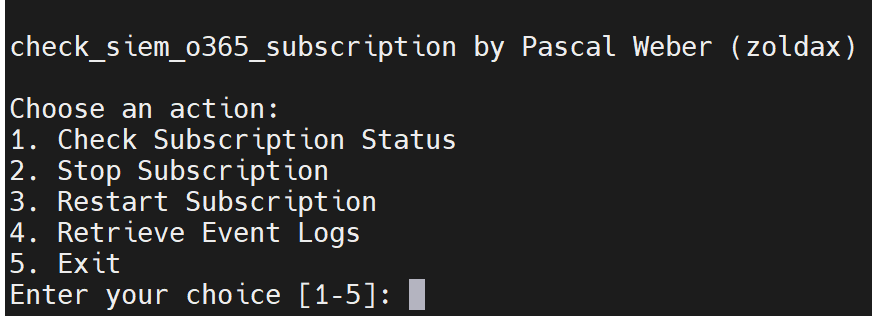 check_siem_o365_subscription by Pascal Weber (zoldax)
Choose an action:
1. Check Subscription Status
2. Stop Subscription
3. Restart Subscription
4. Retrieve Event Logs
5. Exit
Enter your choice [1-5]: